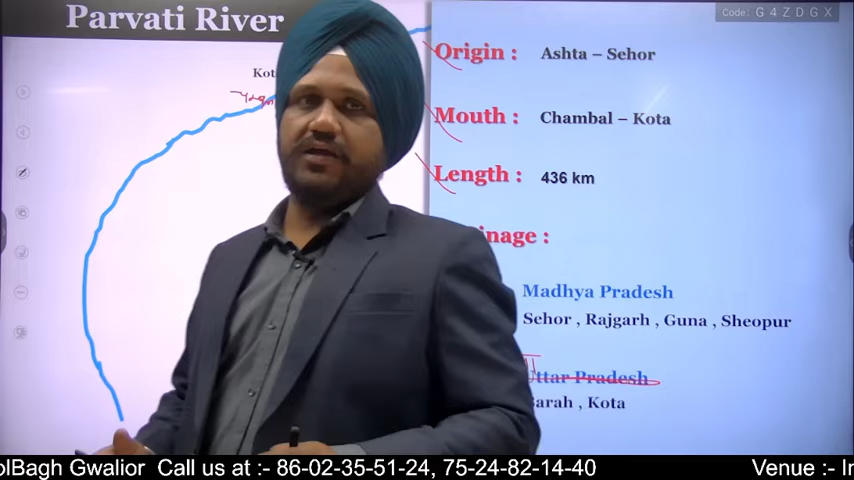 Parvati River
Code: G4ZDGX
Origin : Ashta – Sehor
Mouth : Chambal – Kota
Length : 436 km
inage :
Madhya Pradesh
Sehor , Rajgarh , Guna , Sheopur
Uttar Pradesh
Barah , Kota
Kot
olBagh Gwalior Call us at :- 86-02-35-51-24, 75-24-82-14-40 Venue :- In